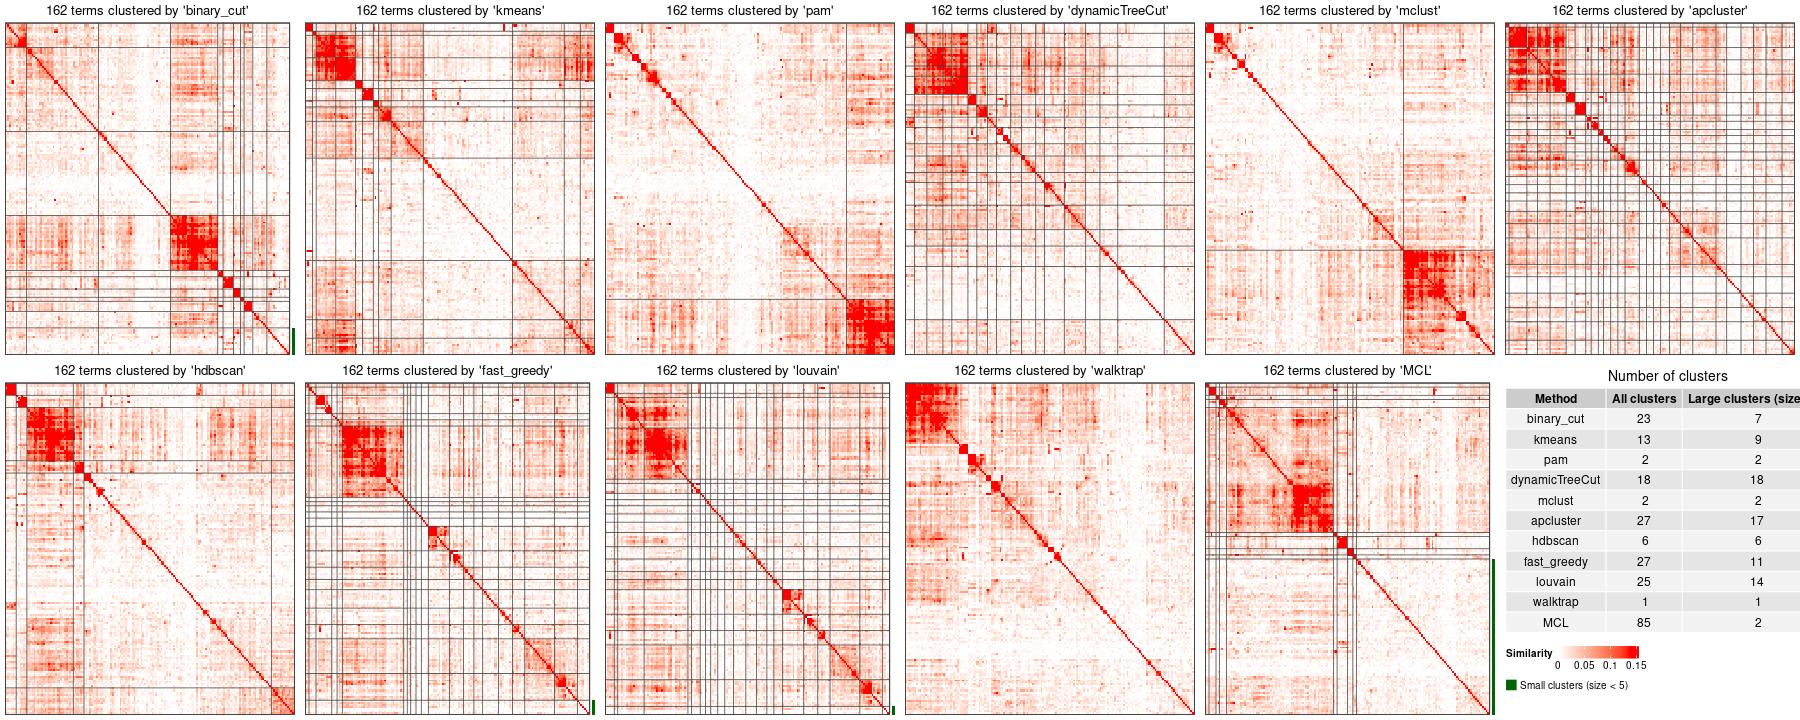 162 terms clustered by 'binary_cut'
162 terms clustered by 'kmeans'
162 terms clustered by 'pam'
162 terms clustered by 'dynamicTreeCut'
162 terms clustered by 'mclust'
162 terms clustered by 'apcluster'
162 terms clustered by 'hdbscan'
162 terms clustered by 'fast_greedy'
162 terms clustered by 'louvain'
162 terms clustered by 'walktrap'
162 terms clustered by 'MCL'
Number of clusters
Method All clusters Large clusters (size
binary_cut 23 7
kmeans 13 9
pam 2 2
dynamicTreeCut 18 18
mclust 2 2
apcluster 27 17
hdbscan 6 6
fast_greedy 27 11
louvain 25 14
walktrap 1 1
MCL 85 2
Similarity
0 0.05 0.1 0.15
Small clusters (size < 5)